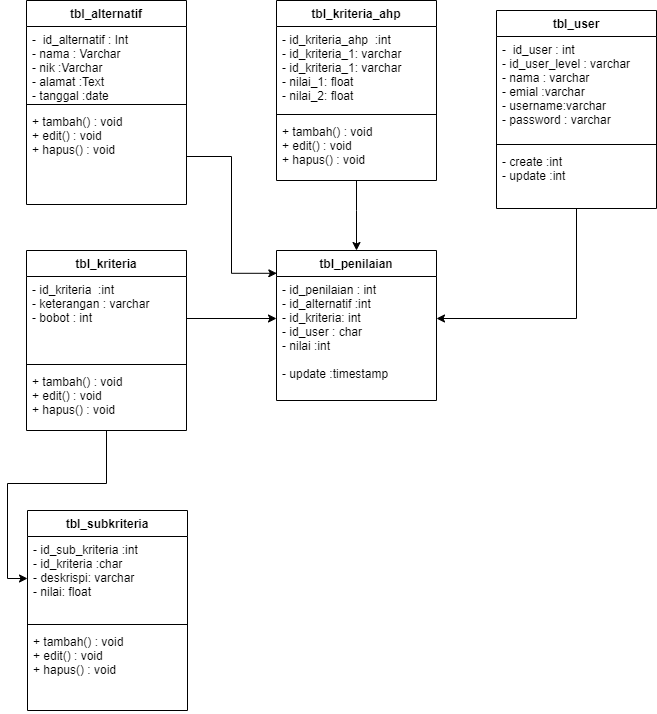 tbl_alternatif
-  id_alternatif : Int
- nama : Varchar
- nik :Varchar
- alamat :Text
- tanggal :date
+ tambah() : void
+ edit() : void
+ hapus() : void
tbl_kriteria_ahp
- id_kriteria_ahp  :int
- id_kriteria_1: varchar
- id_kriteria_1: varchar
- nilai_1: float
- nilai_2: float
+ tambah() : void
+ edit() : void
+ hapus() : void
tbl_user
-  id_user : int
- id_user_level : varchar
- nama : varchar
- emial : varchar
- username:varchar
- password : varchar
- create :int
- update :int
tbl_kriteria
- id_kriteria  :int
- keterangan : varchar
- bobot : int
+ tambah() : void
+ edit() : void
+ hapus() : void
tbl_penilaian
- id_penilaian : int
- id_alternatif :int
- id_kriteria: int
- id_user : char
- nilai :int
- update :timestamp
tbl_subkriteria
- id_sub_kriteria :int
- id_kriteria :char
- deskrispi: varchar
- nilai: float
+ tambah() : void
+ edit() : void
+ hapus() : void